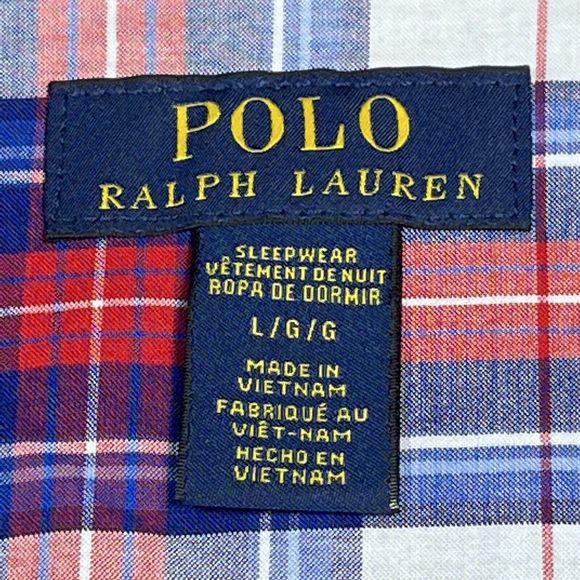 POLO
RALPH LAUREN
SLEEPWEAR
VÊTEMENT DE NUIT
ROPA DE DORMIR
L/G/G
MADE IN
VIETNAM
FABRIQUÉ AU
VIÊT-NAM
HECHO EN
VIETNAM